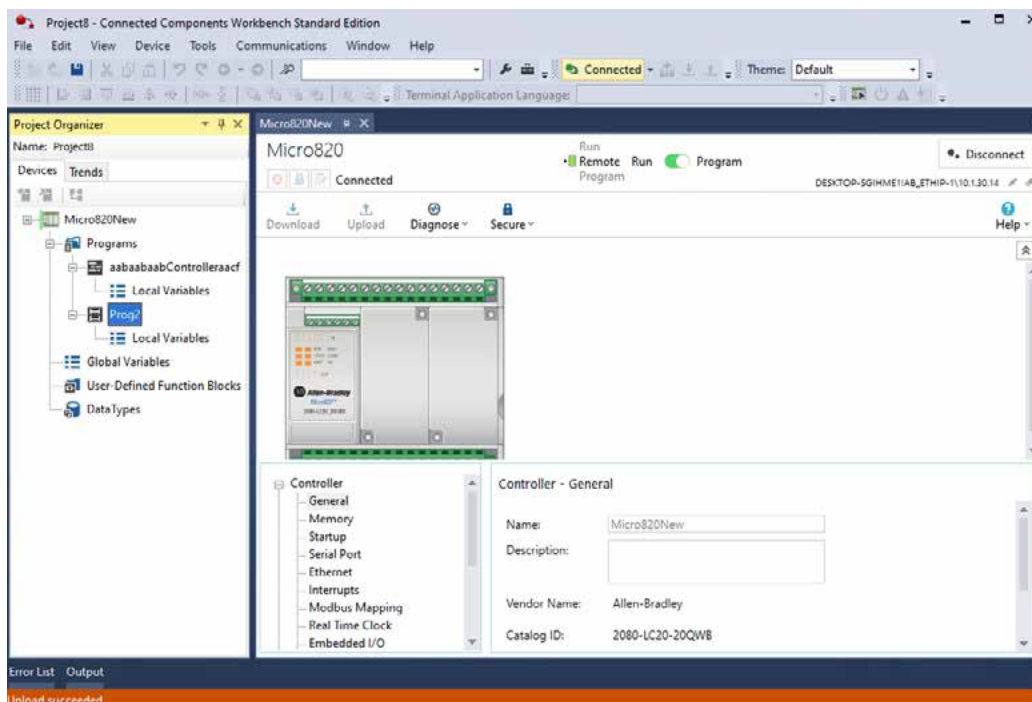 Project8 - Connected Components Workbench Standard Edition
File Edit View Device Tools Communications Window Help
Connected
Theme: Default
Terminal Application Language:
Project Organizer
Name: Project8
Devices Trends
Micro820New
Programs
aabaabaabControlleraacf
Local Variables
Prog2
Local Variables
Global Variables
User-Defined Function Blocks
DataTypes
Micro820New
Micro820
Connected
Run
Remote Run Program
Program
Disconnect
DESKTOP-SGIHME1!AB_ETHIP-1\10.1.30.14
Download Upload Diagnose Secure Help
Allen-Bradley
Controller
General
Memory
Startup
Serial Port
Ethernet
Interrupts
Modbus Mapping
Real Time Clock
Embedded I/O
Controller - General
Name: Micro820New
Description:
Vendor Name: Allen-Bradley
Catalog ID: 2080-LC20-20QWB
Error List Output
Upload succeeded